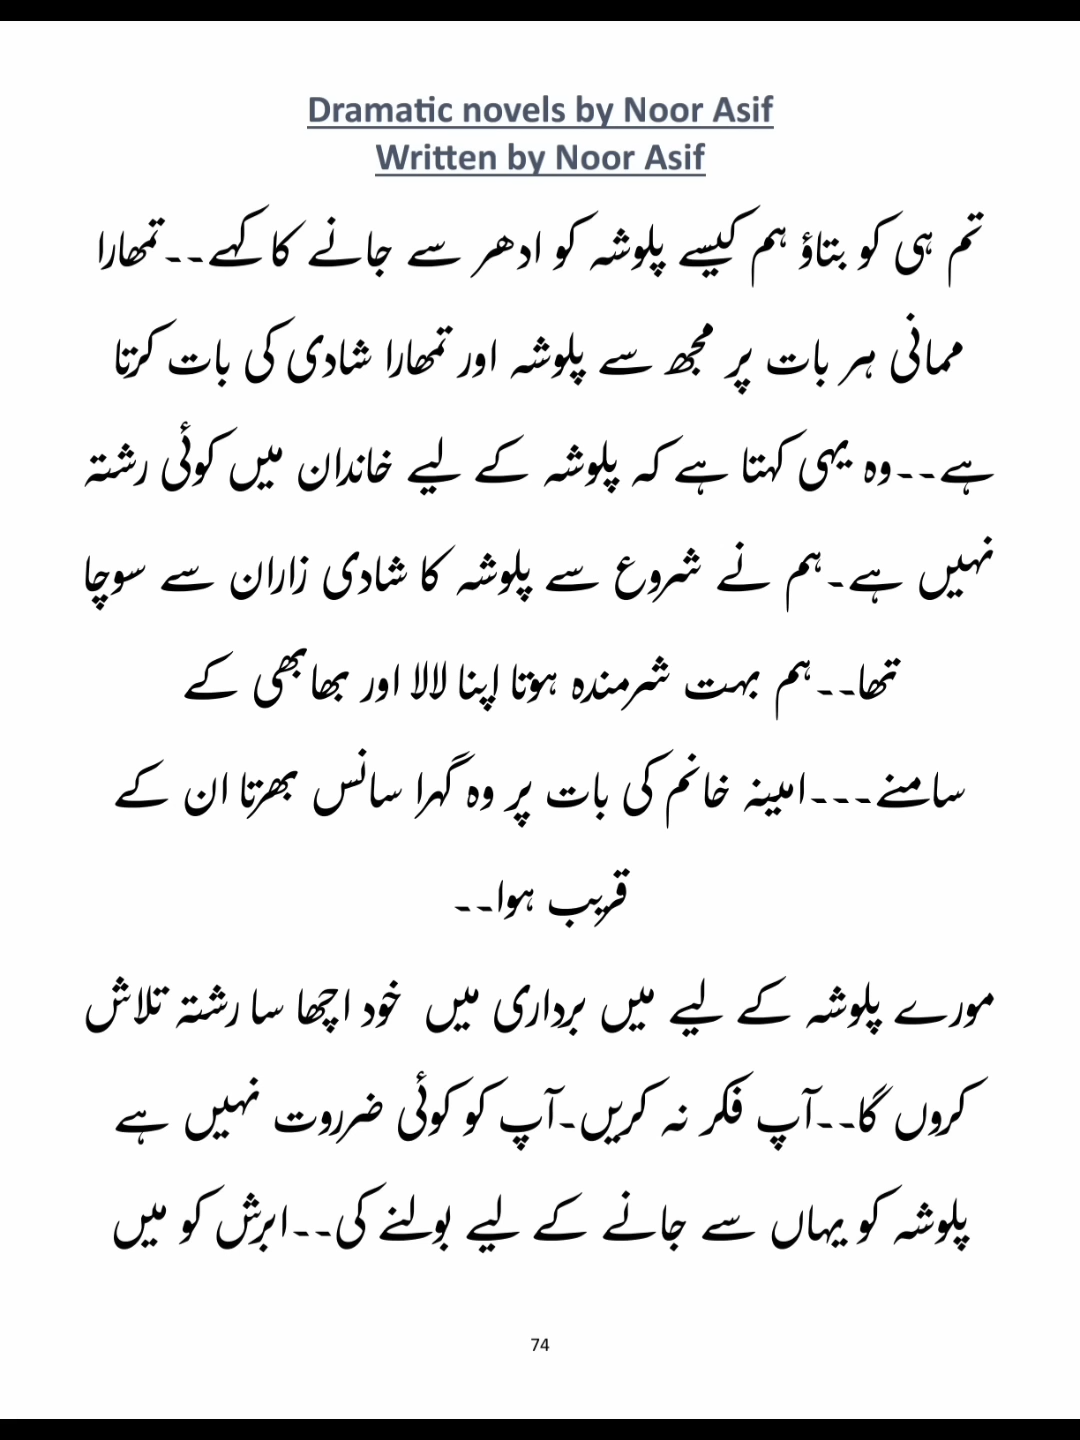 Dramatic novels by Noor Asif
Written by Noor Asif
تم ہی کو بتاؤ ہم کیسے پلوشہ کو ادھر سے جانے کا کہے۔۔تمھارا
ممانی ہر بات پر مجھ سے پلوشہ اور تمھارا شادی کی بات کرتا
ہے۔۔وہ یہی کہتا ہے کہ پلوشہ کے لیے خاندان میں کوئی رشتہ
نہیں ہے۔ہم نے شروع سے پلوشہ کا شادی زاران سے سوچا
تھا۔۔ہم بہت شرمندہ ہوتا اپنا لالا اور بھابھی کے
سامنے۔۔۔امینہ خانم کی بات پر وہ گہرا سانس بھرتا ان کے
قریب ہوا۔۔
مورے پلوشہ کے لیے میں برداری میں خود اچھا سا رشتہ تلاش
کروں گا۔۔آپ فکر نہ کریں۔آپ کو کوئی ضرروت نہیں ہے
پلوشہ کو یہاں سے جانے کے لیے بولنے کی۔۔ابرش کو میں
74